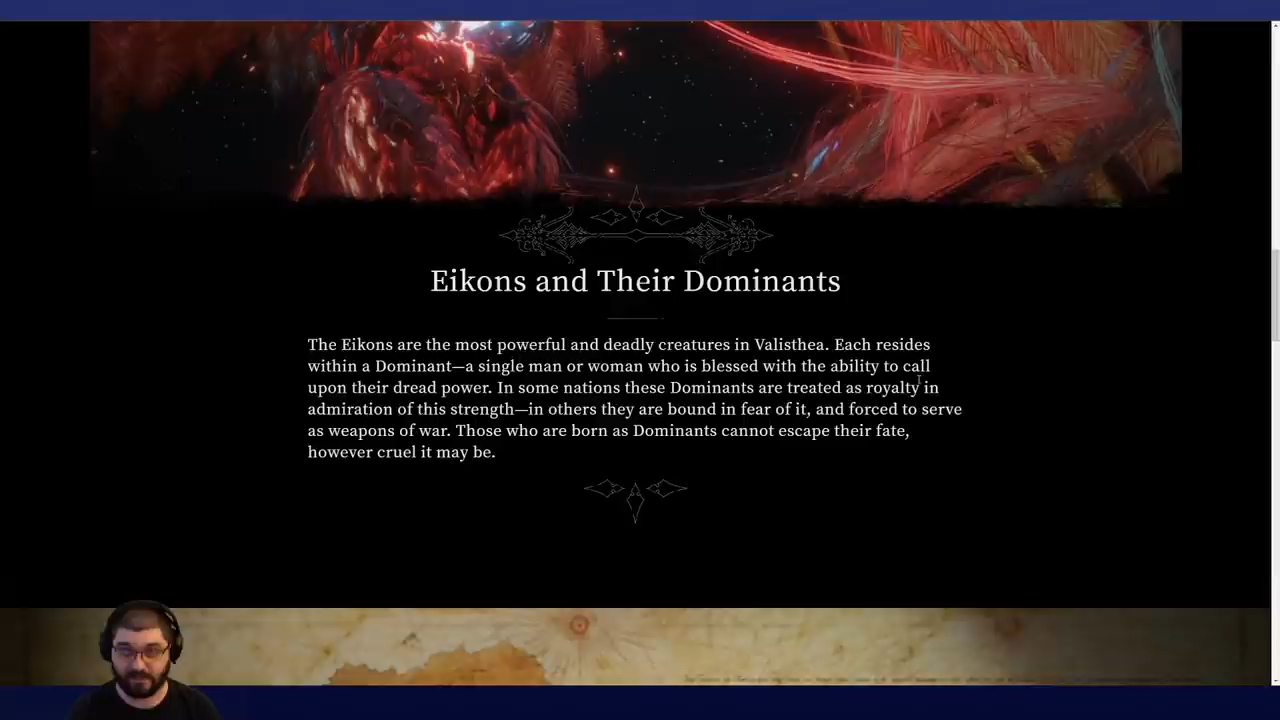 Eikons and Their Dominants
The Eikons are the most powerful and deadly creatures in Valisthea. Each resides
within a Dominant—a single man or woman who is blessed with the ability to call
upon their dread power. In some nations these Dominants are treated as royalty in
admiration of this strength—in others they are bound in fear of it, and forced to serve
as weapons of war. Those who are born as Dominants cannot escape their fate,
however cruel it may be.